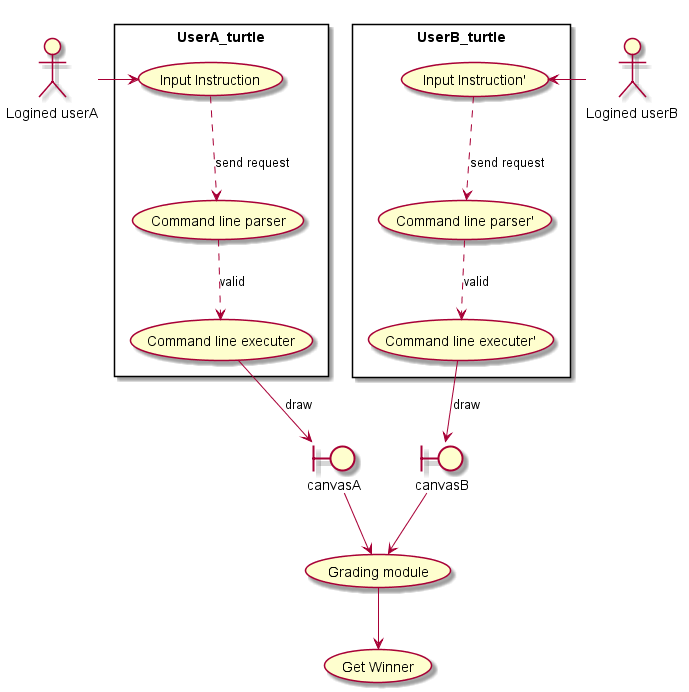 UserA_turtle
UserB_turtle
Input Instruction
Input Instruction'
Logined userA
Logined userB
send request
send request
Command line parser
Command line parser'
valid
valid
Command line executer
Command line executer'
draw
draw
canvasA
canvasB
Grading module
Get Winner